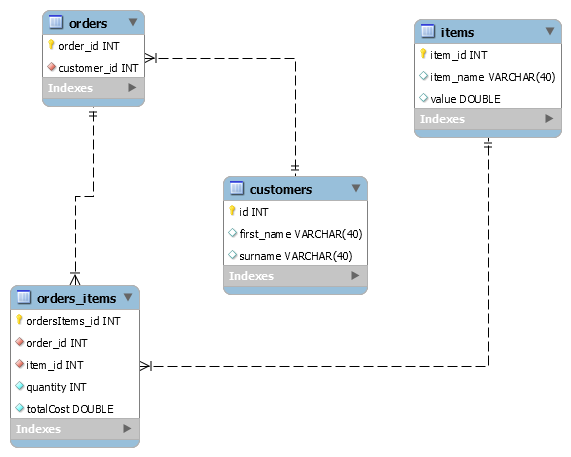 orders
order_id INT
customer_id INT
Indexes
items
item_id INT
item_name VARCHAR(40)
value DOUBLE
Indexes
customers
id INT
first_name VARCHAR(40)
surname VARCHAR(40)
Indexes
orders_items
ordersItems_id INT
order_id INT
item_id INT
quantity INT
totalCost DOUBLE
Indexes